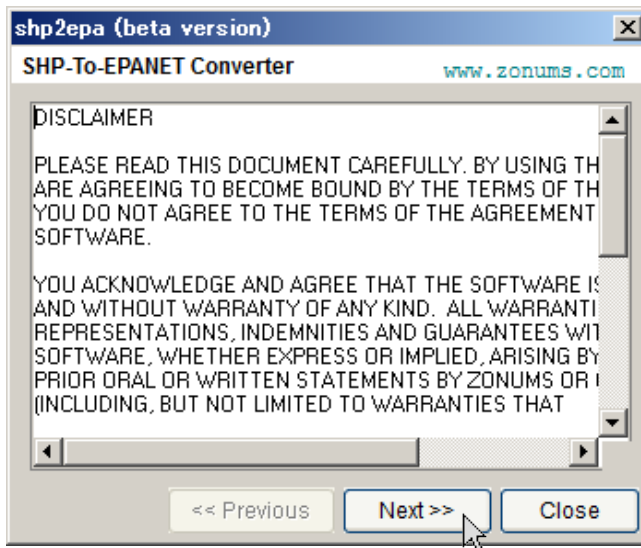 shp2epa (beta version)
SHP-To-EPANET Converter
www.zonums.com
DISCLAIMER
PLEASE READ THIS DOCUMENT CAREFULLY. BY USING TH
ARE AGREEING TO BECOME BOUND BY THE TERMS OF TH
YOU DO NOT AGREE TO THE TERMS OF THE AGREEMENT
SOFTWARE.
YOU ACKNOWLEDGE AND AGREE THAT THE SOFTWARE IS
AND WITHOUT WARRANTY OF ANY KIND. ALL WARRANTI
REPRESENTATIONS, INDEMNITIES AND GUARANTEES WIT
SOFTWARE, WHETHER EXPRESS OR IMPLIED, ARISING BY
PRIOR ORAL OR WRITTEN STATEMENTS BY ZONUMS OR
(INCLUDING, BUT NOT LIMITED TO WARRANTIES THAT
<< Previous
Next >>
Close